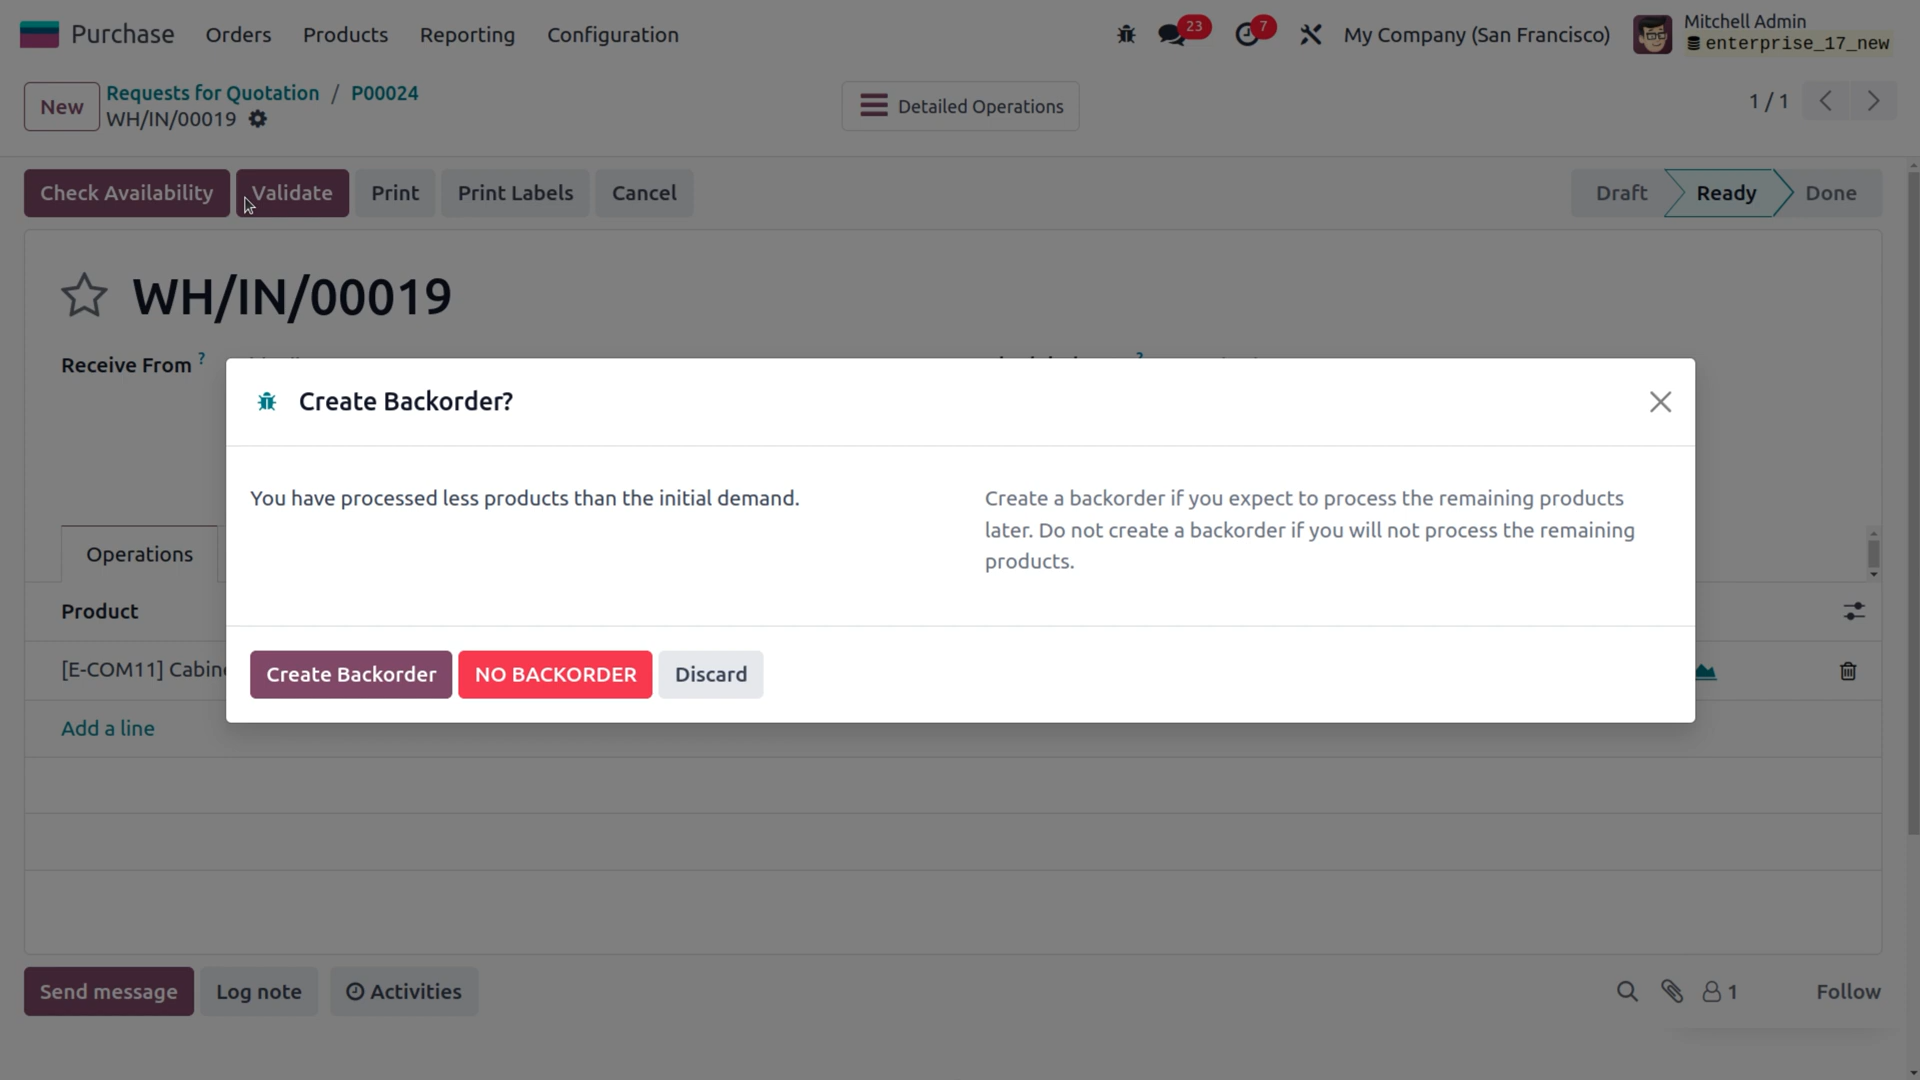 Purchase Orders Products Reporting Configuration 23 7 My Company (San Francisco) Mitchell Admin
enterprise_17_new
New Requests for Quotation / P00024
WH/IN/00019
Detailed Operations
1 / 1
Check Availability Validate Print Print Labels Cancel Draft Ready Done
WH/IN/00019
Receive From ?
?
Create Backorder?
You have processed less products than the initial demand.
Create a backorder if you expect to process the remaining products
later. Do not create a backorder if you will not process the remaining
products.
Operations
Product
[E-COM11]
Create Backorder NO BACKORDER Discard
Add a line
Send message Log note Activities 1 Follow